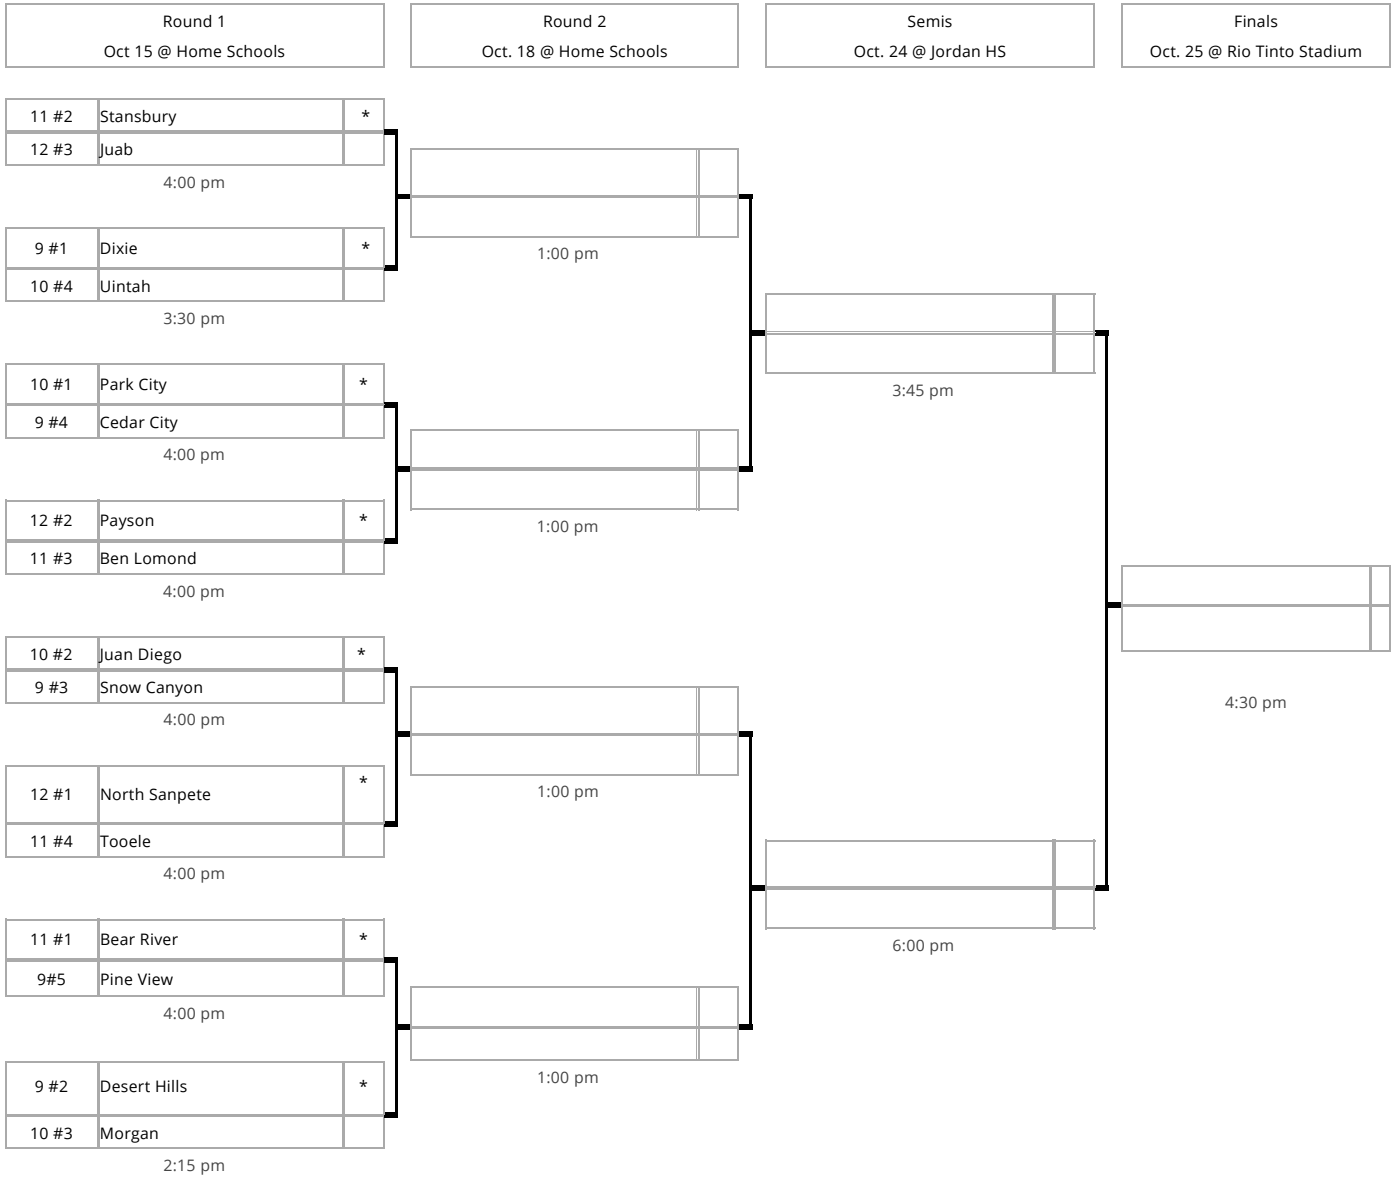 Round 1
Oct 15 @ Home Schools
Round 2
Oct. 18 @ Home Schools
Semis
Oct. 24 @ Jordan HS
Finals
Oct. 25 @ Rio Tinto Stadium
11 #2 Stansbury *
12 #3 Juab
4:00 pm
9 #1 Dixie *
10 #4 Uintah
3:30 pm
10 #1 Park City *
9 #4 Cedar City
4:00 pm
12 #2 Payson *
11 #3 Ben Lomond
4:00 pm
10 #2 Juan Diego *
9 #3 Snow Canyon
4:00 pm
12 #1 North Sanpete *
11 #4 Tooele
4:00 pm
11 #1 Bear River *
9#5 Pine View
4:00 pm
9 #2 Desert Hills *
10 #3 Morgan
2:15 pm
1:00 pm
1:00 pm
1:00 pm
1:00 pm
3:45 pm
6:00 pm
4:30 pm